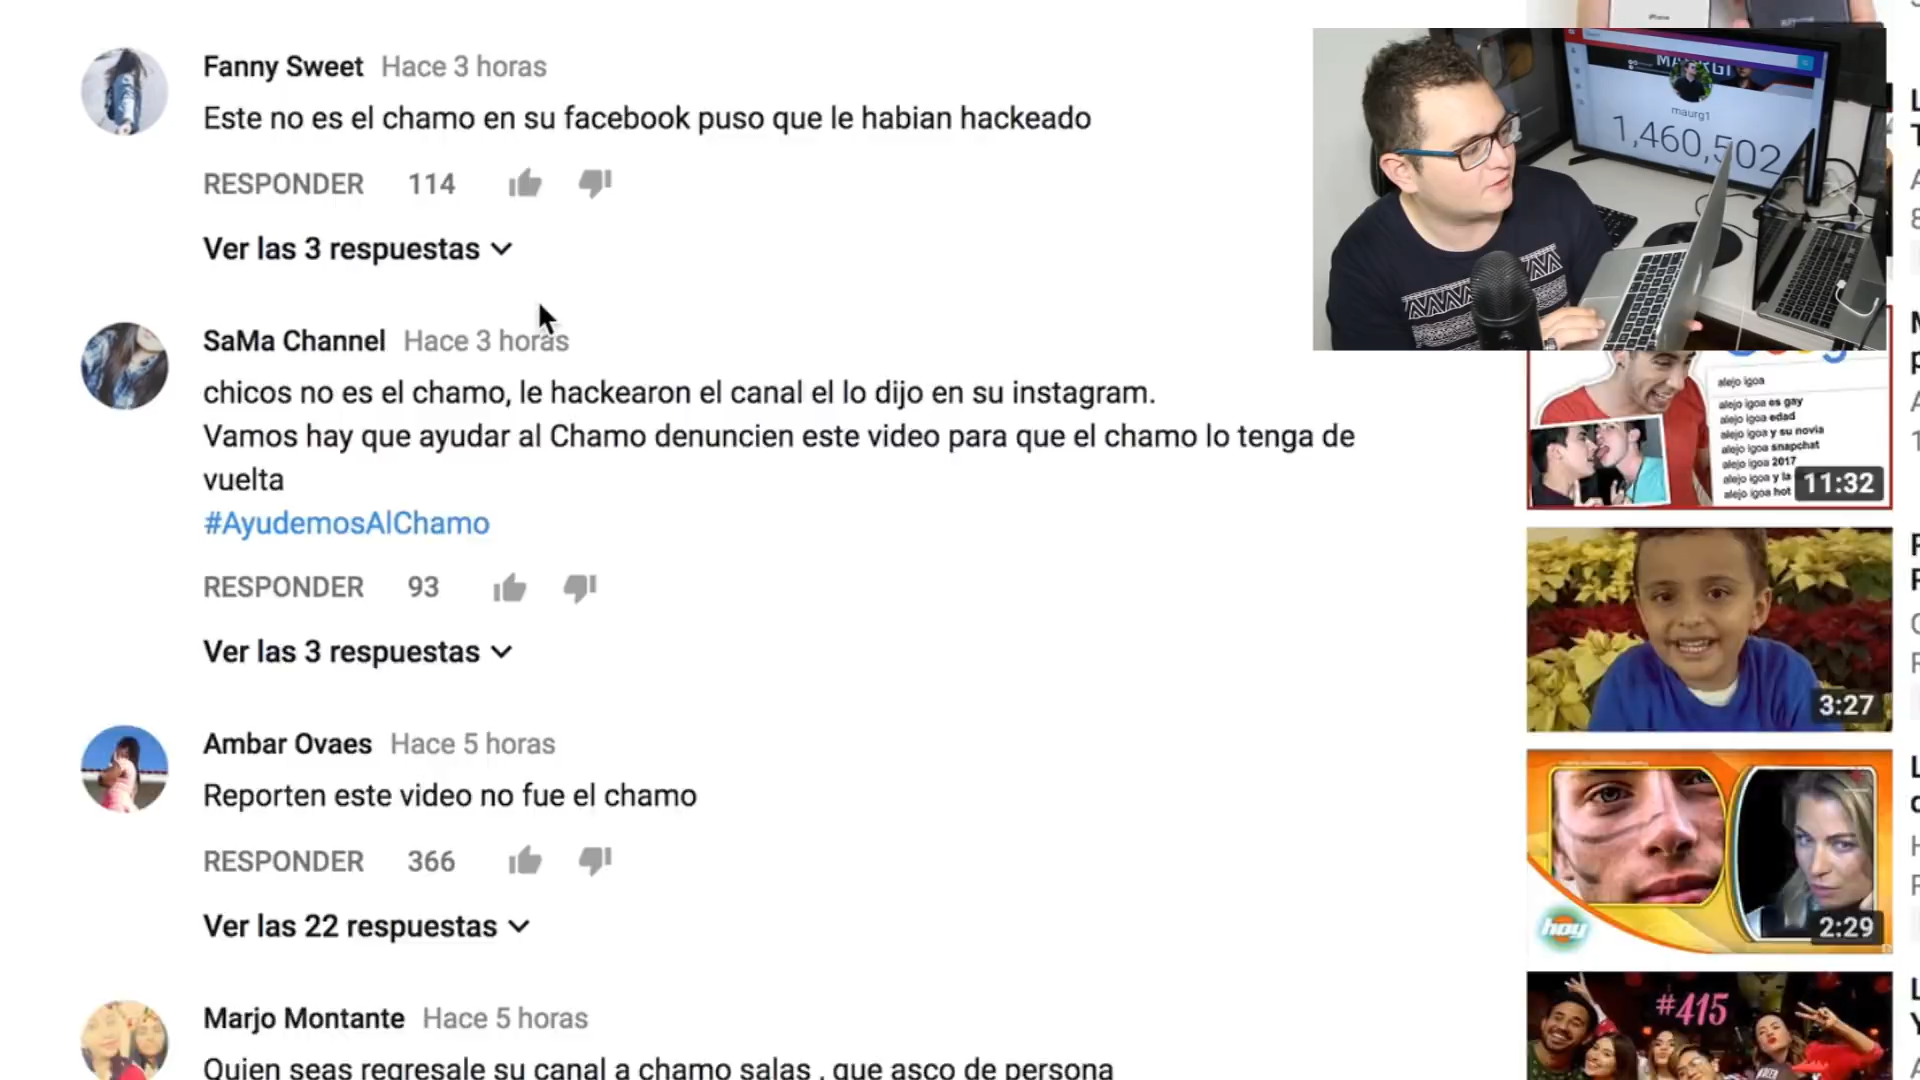 Fanny Sweet Hace 3 horas
Este no es el chamo en su facebook puso que le habian hackeado
RESPONDER 114
Ver las 3 respuestas
SaMa Channel Hace 3 horas
chicos no es el chamo, le hackearon el canal el lo dijo en su instagram.
Vamos hay que ayudar al Chamo denuncien este video para que el chamo lo tenga de
vuelta
#AyudemosAlChamo
RESPONDER 93
Ver las 3 respuestas
Ambar Ovaes Hace 5 horas
Reporten este video no fue el chamo
RESPONDER 366
Ver las 22 respuestas
Marjo Montante Hace 5 horas
Quien seas regresale su canal a chamo salas , que asco de persona
iPhone
maurg1
1,460,502
alejo igoa
alejo igoa es gay
alejo igoa edad
alejo igoa y su novia
alejo igoa snapchat
alejo igoa 2017
alejo igoa y la
alejo igoa hot
11:32
3:27
hoy
2:29
#415